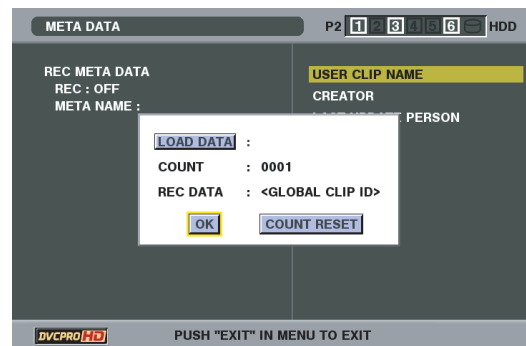 META DATA
P2 1 2 3 4 5 6 HDD
REC META DATA
REC : OFF
META NAME :
USER CLIP NAME
CREATOR
PERSON
LOAD DATA :
COUNT : 0001
REC DATA : <GLOBAL CLIP ID>
OK COUNT RESET
DVCPRO HD
PUSH "EXIT" IN MENU TO EXIT